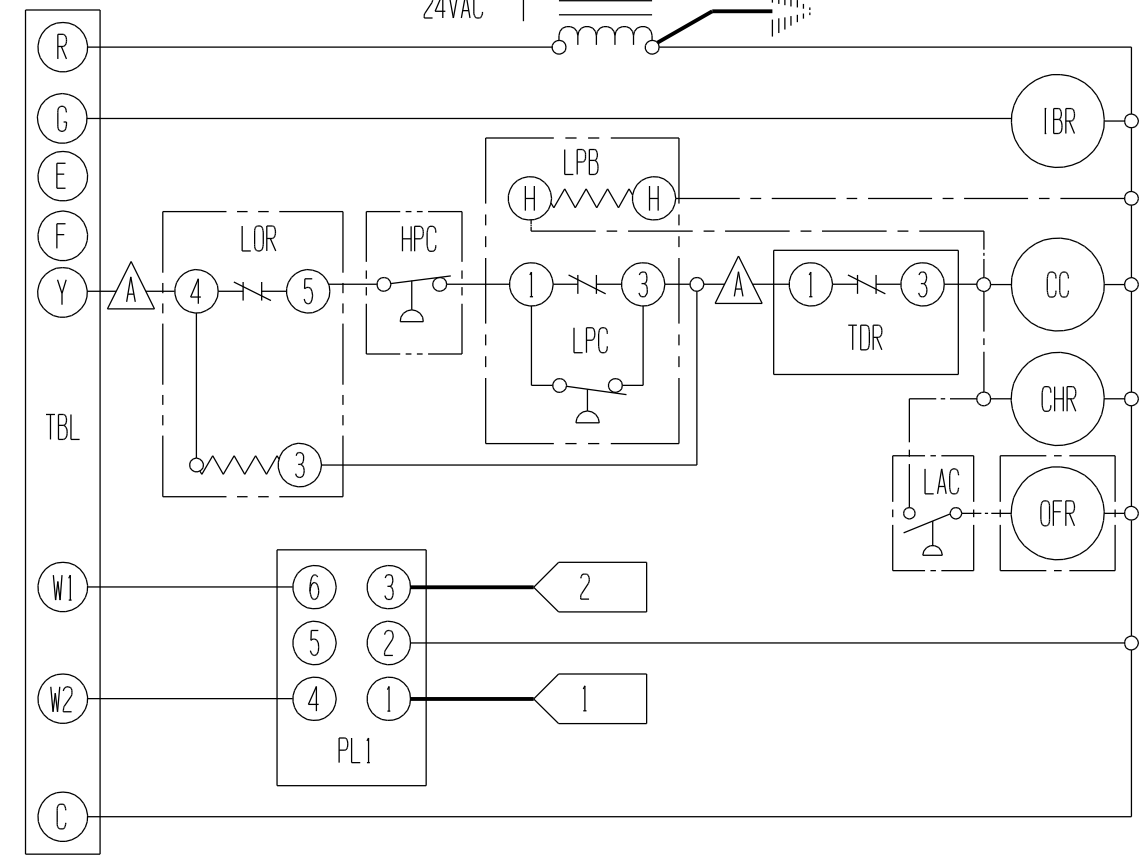 24VAC
R
G
IBR
E
LPB
H H
F
LOR
HPC
Y A 4 5 1 3 A 1 3 CC
LPC
TDR
TBL
CHR
3
LAC
OFR
W1 6 3 2
5 2
W2 4 1 1
PL1
C